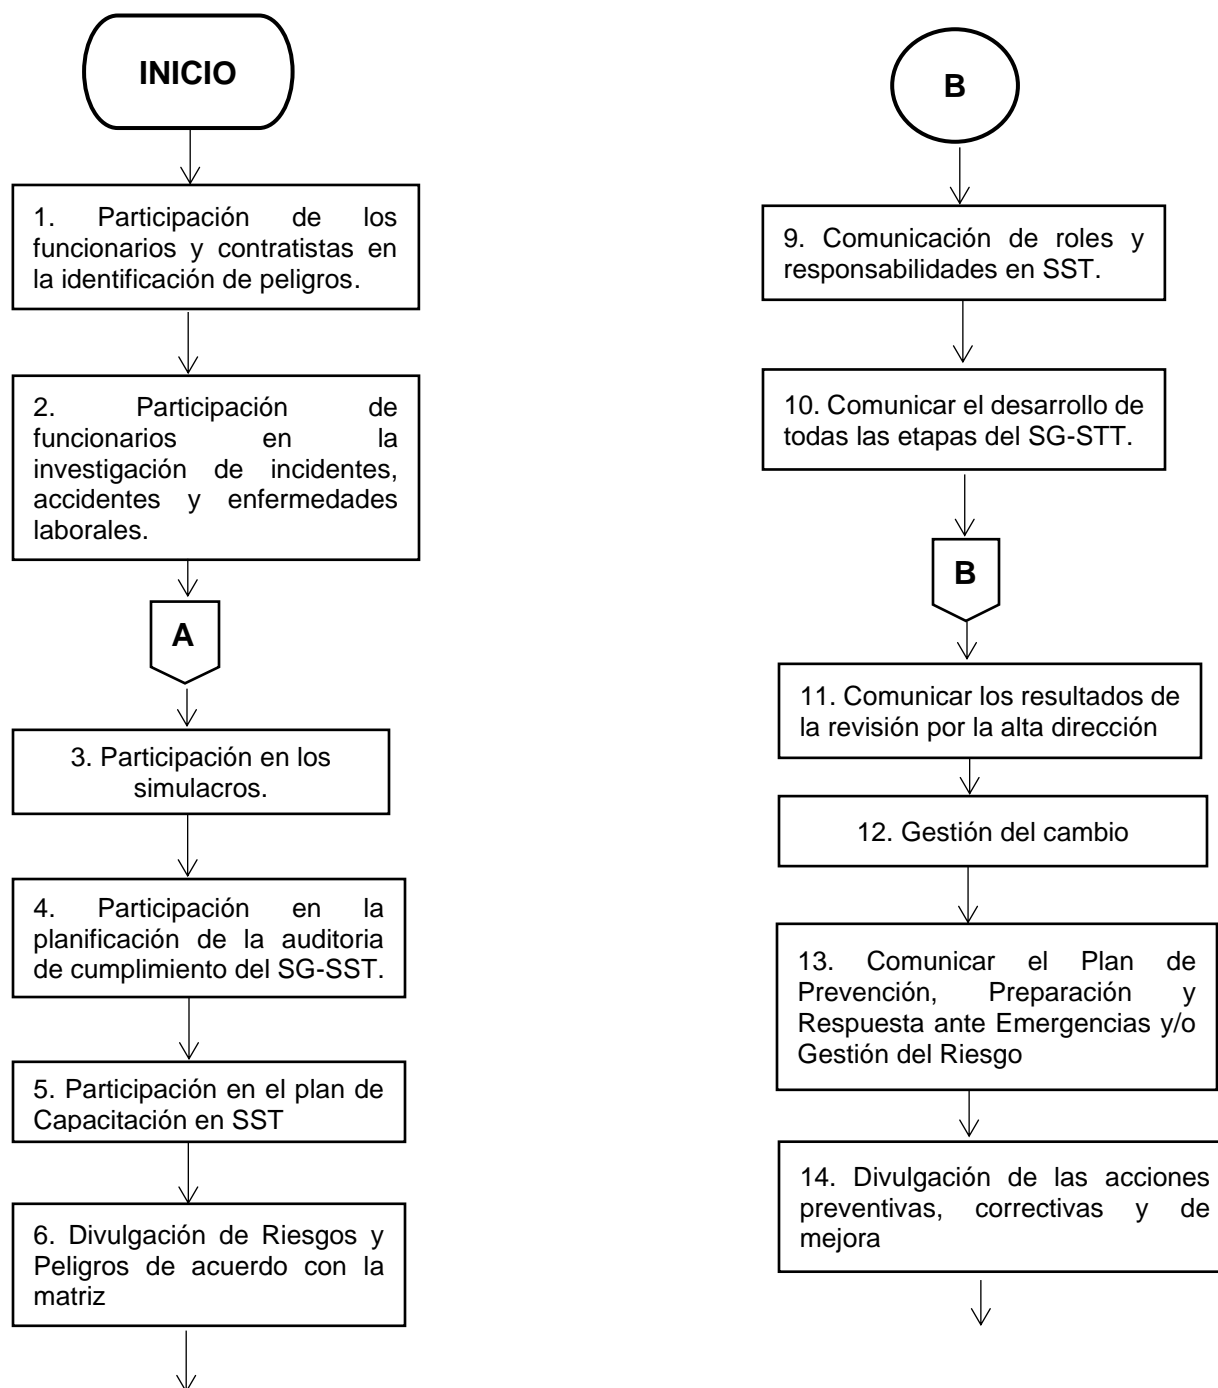 INICIO
1. Participación de los
funcionarios y contratistas en
la identificación de peligros.
2. Participación de
funcionarios en la
investigación de incidentes,
accidentes y enfermedades
laborales.
A
3. Participación en los
simulacros.
4. Participación en la
planificación de la auditoria
de cumplimiento del SG-SST.
5. Participación en el plan de
Capacitación en SST
6. Divulgación de Riesgos y
Peligros de acuerdo con la
matriz
B
9. Comunicación de roles y
responsabilidades en SST.
10. Comunicar el desarrollo de
todas las etapas del SG-STT.
B
11. Comunicar los resultados de
la revisión por la alta dirección
12. Gestión del cambio
13. Comunicar el Plan de
Prevención, Preparación y
Respuesta ante Emergencias y/o
Gestión del Riesgo
14. Divulgación de las acciones
preventivas, correctivas y de
mejora